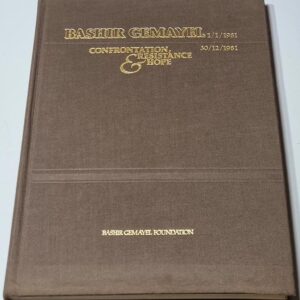 BASHIR GEMAYEL 1/1/1981
CONFRONTATION, 30/12/1981
RESISTANCE
& HOPE
BASHIR GEMAYEL FOUNDATION